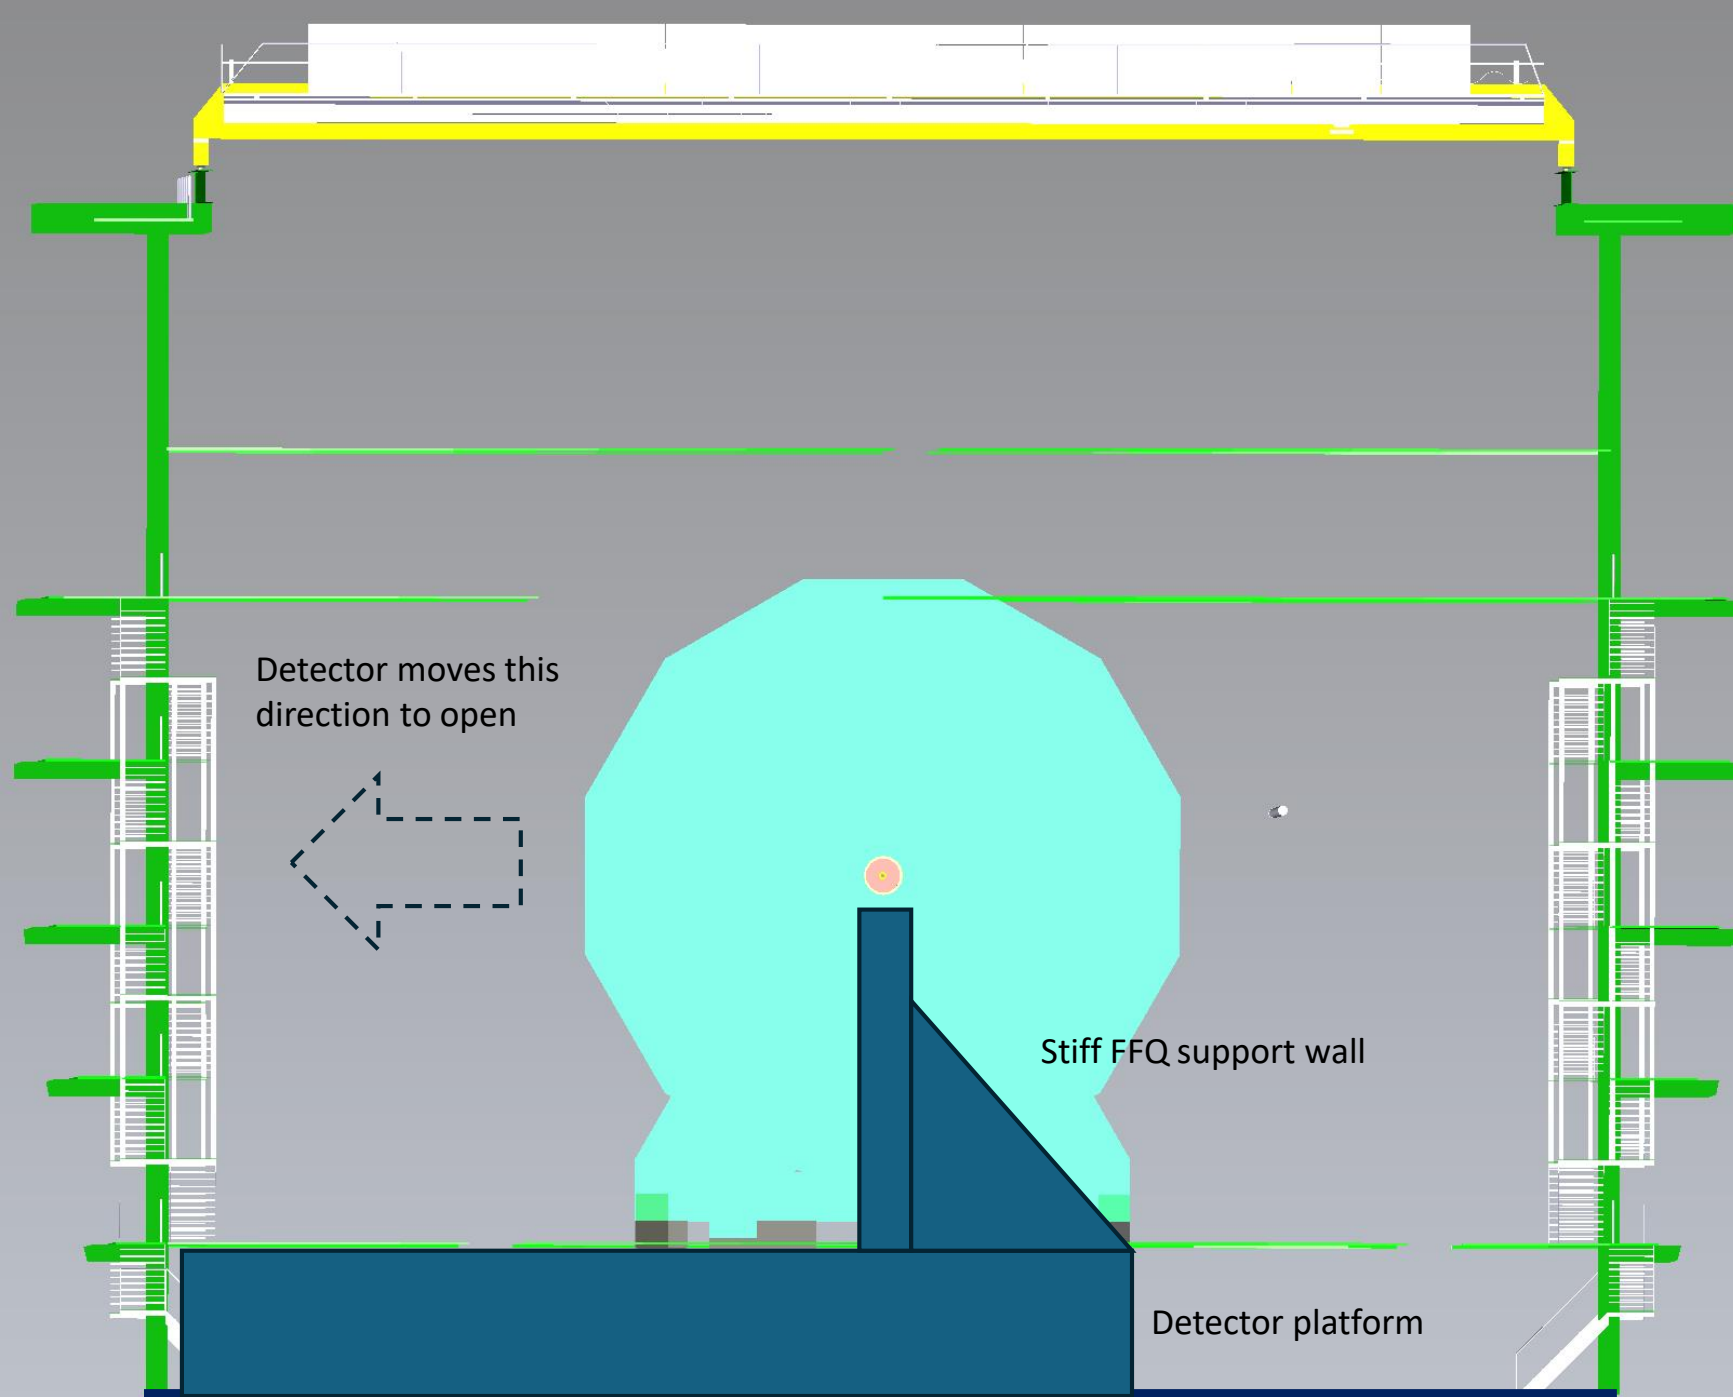 Detector moves this
direction to open
Stiff FFQ support wall
Detector platform